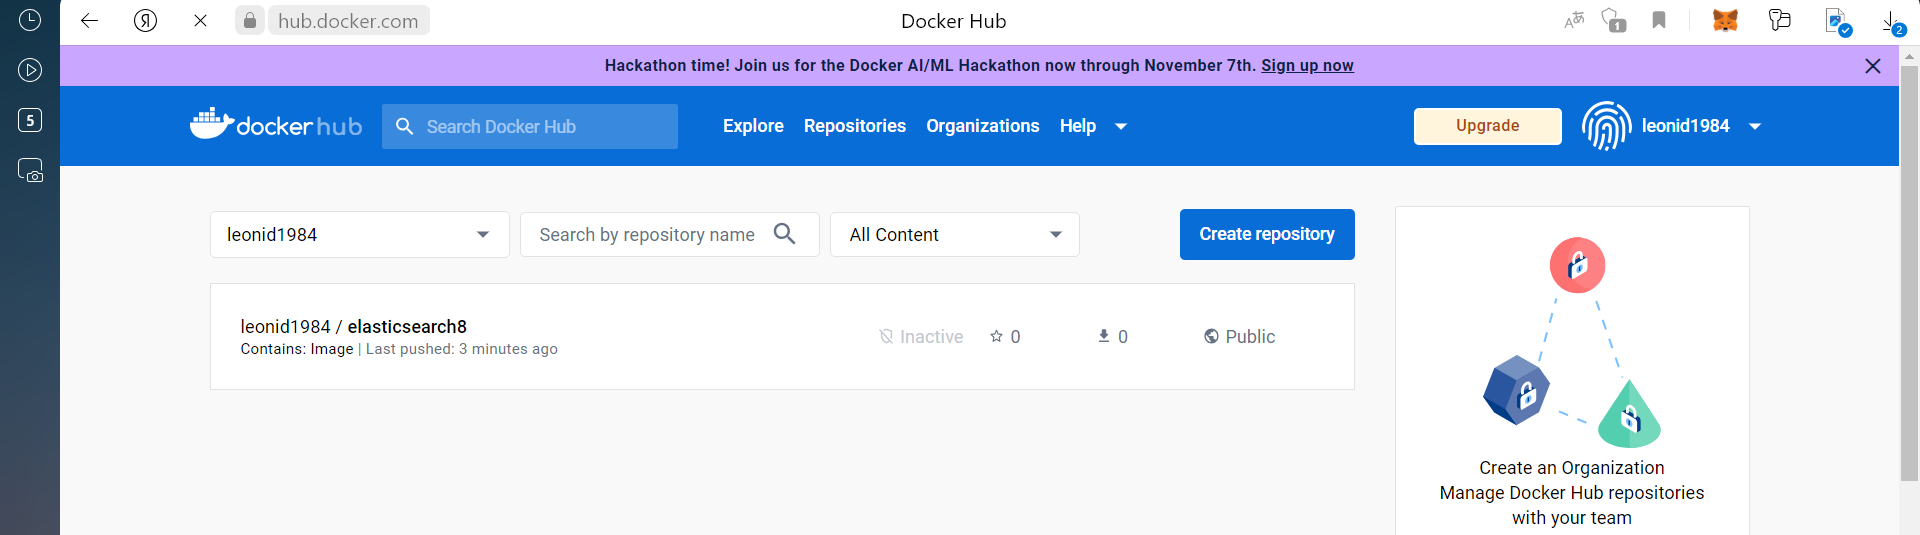 hub.docker.com
Docker Hub
1
2
Hackathon time! Join us for the Docker AI/ML Hackathon now through November 7th. Sign up now
5
dockerhub
Search Docker Hub
Explore
Repositories
Organizations
Help
Upgrade
leonid1984
leonid1984
Search by repository name
All Content
Create repository
leonid1984 / elasticsearch8
Contains: Image | Last pushed: 3 minutes ago
Inactive
0
0
Public
Create an Organization
Manage Docker Hub repositories
with your team